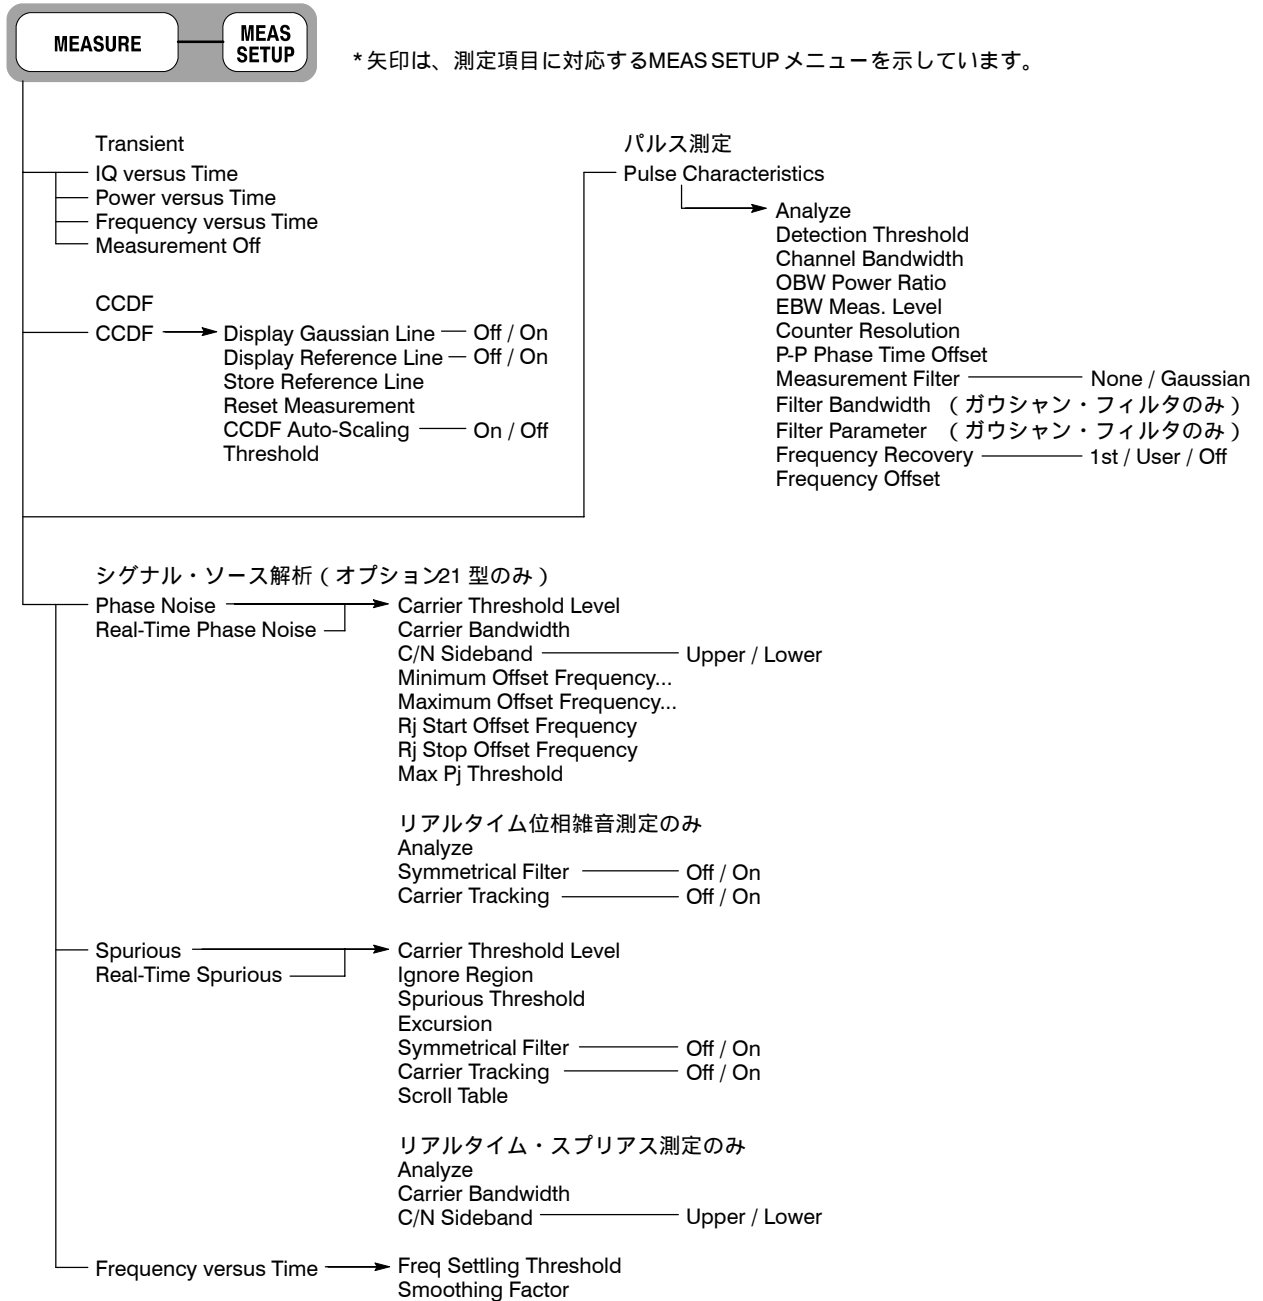 MEASURE
MEAS
SETUP
* 矢印は、測定項目に対応するMEAS SETUP メニューを示しています。
Transient
IQ versus Time
Power versus Time
Frequency versus Time
Measurement Off
CCDF
CCDF
Display Gaussian Line Off / On
Display Reference Line Off / On
Store Reference Line
Reset Measurement
CCDF Auto-Scaling On / Off
Threshold
パルス測定
Pulse Characteristics
Analyze
Detection Threshold
Channel Bandwidth
OBW Power Ratio
EBW Meas. Level
Counter Resolution
P-P Phase Time Offset
Measurement Filter None / Gaussian
Filter Bandwidth （ガウシャン・フィルタのみ）
Filter Parameter （ガウシャン・フィルタのみ）
Frequency Recovery 1st / User / Off
Frequency Offset
シグナル・ソース解析（オプション21 型のみ）
Phase Noise
Real-Time Phase Noise
Carrier Threshold Level
Carrier Bandwidth
C/N Sideband Upper / Lower
Minimum Offset Frequency...
Maximum Offset Frequency...
Rj Start Offset Frequency
Rj Stop Offset Frequency
Max Pj Threshold
リアルタイム位相雑音測定のみ
Analyze
Symmetrical Filter Off / On
Carrier Tracking Off / On
Spurious
Real-Time Spurious
Carrier Threshold Level
Ignore Region
Spurious Threshold
Excursion
Symmetrical Filter Off / On
Carrier Tracking Off / On
Scroll Table
リアルタイム・スプリアス測定のみ
Analyze
Carrier Bandwidth
C/N Sideband Upper / Lower
Frequency versus Time
Freq Settling Threshold
Smoothing Factor